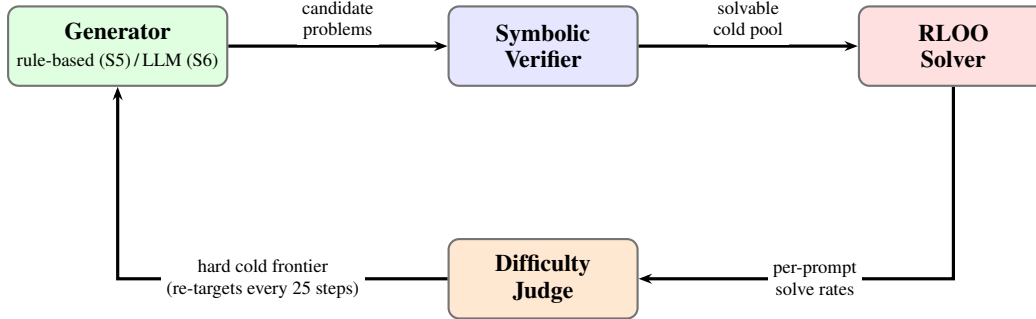 Generator
rule-based (S5) / LLM (S6)
candidate
problems
Symbolic
Verifier
solvable
cold pool
RLOO
Solver
per-prompt
solve rates
Difficulty
Judge
hard cold frontier
(re-targets every 25 steps)